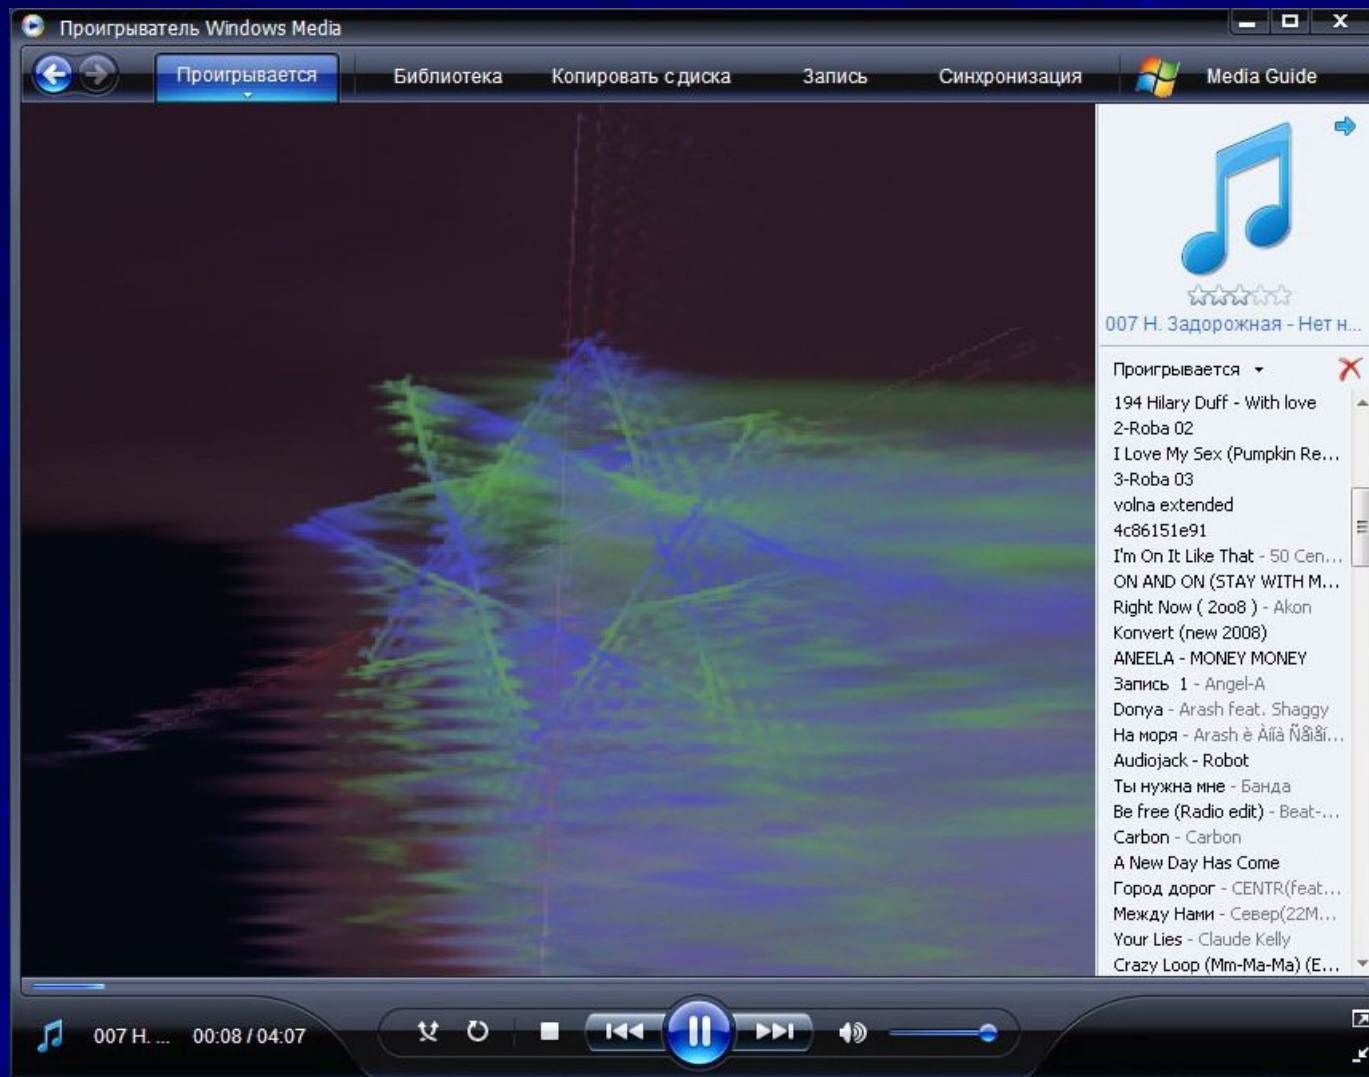 Проигрыватель Windows Media
Проигрывается
Библиотека
Копировать с диска
Запись
Синхронизация
Media Guide
007 Н. Задорожная - Нет н...
Проигрывается
194 Hilary Duff - With love
2-Roba 02
I Love My Sex (Pumpkin Re...
3-Roba 03
volna extended
4c86151e91
I'm On It Like That - 50 Cen...
ON AND ON (STAY WITH M...
Right Now ( 2oo8 ) - Akon
Konvert (new 2008)
ANEELA - MONEY MONEY
Запись 1 - Angel-A
Donya - Arash feat. Shaggy
На моря - Arash è
Audiojack - Robot
Ты нужна мне - Банда
Be free (Radio edit) - Beat-...
Carbon - Carbon
A New Day Has Come
Город дорог - CENTR(feat...
Между Нами - Север(22М...
Your Lies - Claude Kelly
Crazy Loop (Mm-Ma-Ma) (E...
007 Н. ...
00:08 / 04:07